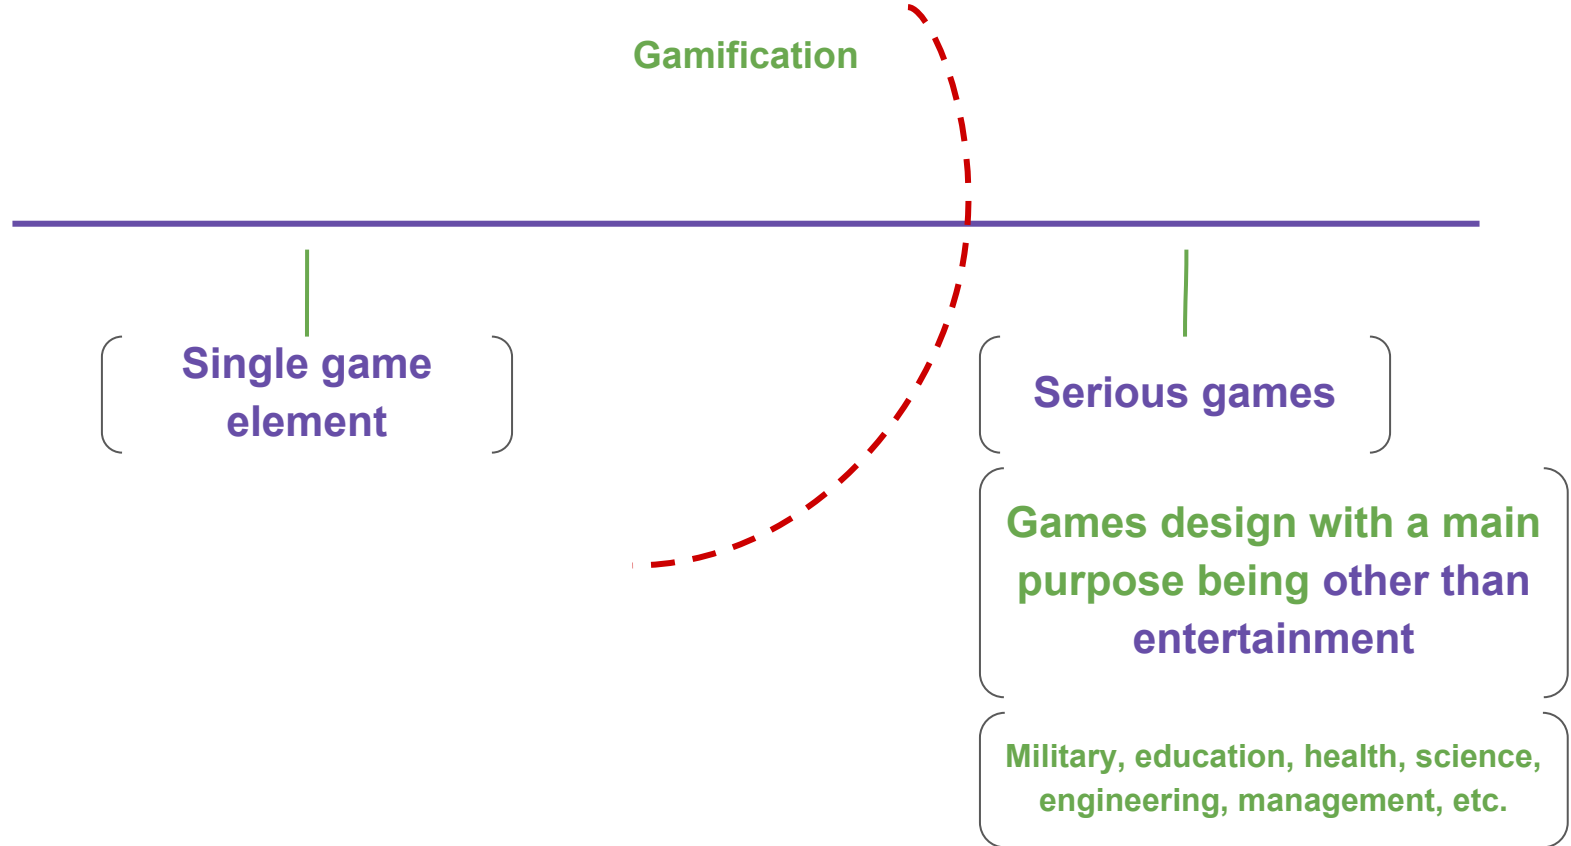 Gamification
Single game
element
Serious games
Games design with a main
purpose being other than
entertainment
Military, education, health, science,
engineering, management, etc.